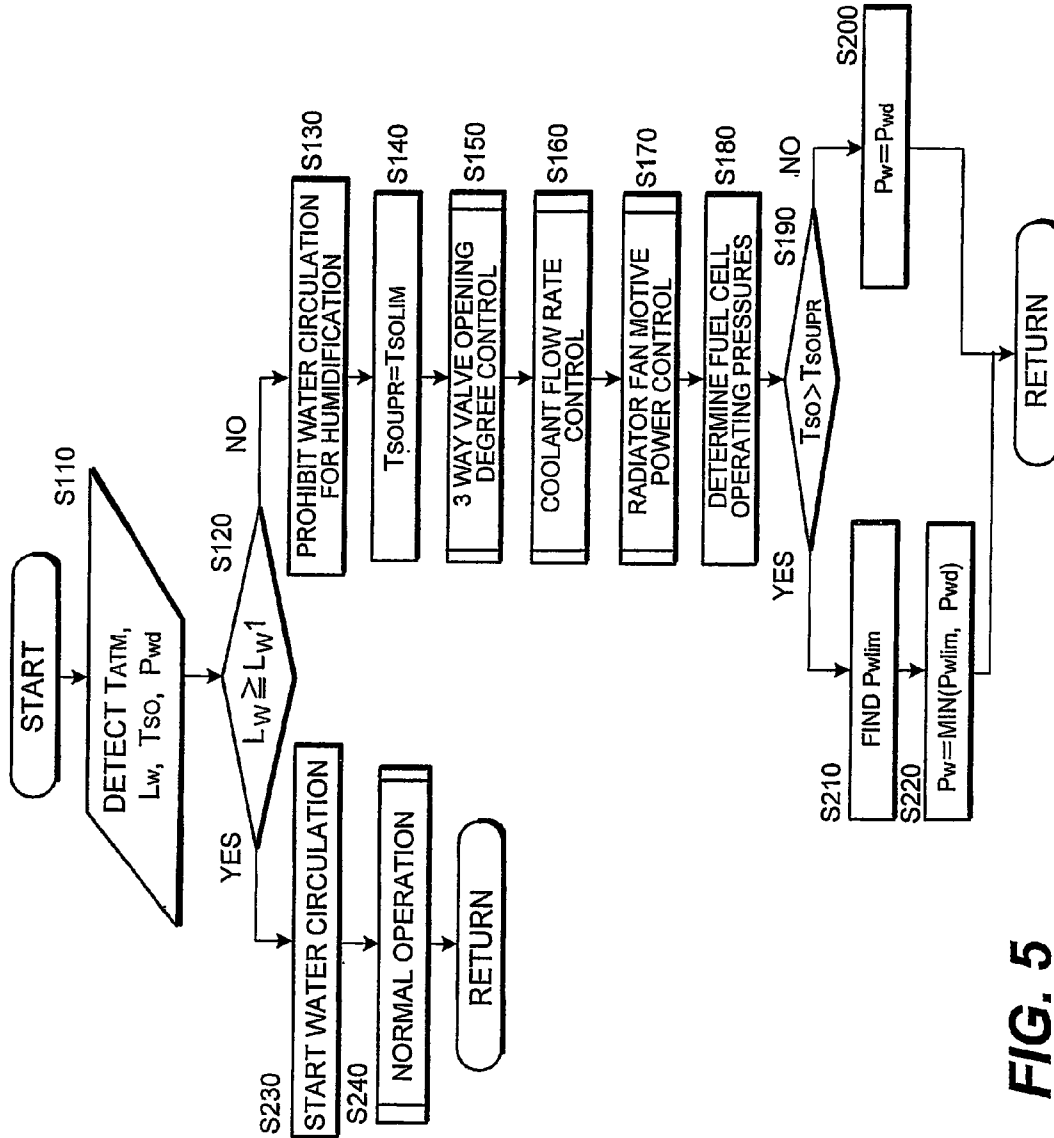 START
S110
DETECT TATM,
Lw, Tso, Pwd
S120
Lw ≧ Lw1
YES
NO
S230
START WATER CIRCULATION
S240
NORMAL OPERATION
RETURN
S130
PROHIBIT WATER CIRCULATION
FOR HUMIDIFICATION
S140
TSOUPR=TSOLIM
S150
3 WAY VALVE OPENING
DEGREE CONTROL
S160
COOLANT FLOW RATE
CONTROL
S170
RADIATOR FAN MOTIVE
POWER CONTROL
S180
DETERMINE FUEL CELL
OPERATING PRESSURES
S190
Tso > TSOUPR
YES
NO
S210
FIND Pwlim
S220
Pw=MIN(Pwlim, Pwd)
S200
Pw=Pwd
RETURN
FIG. 5